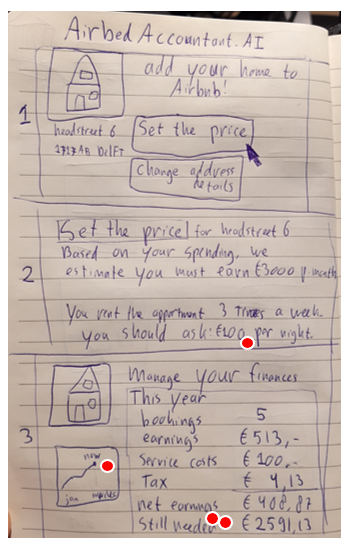 Airbed Accountant.AI
1
add your home to
Airbnb!
headstreet 6
1717AB Delft
Set the price
Change address
details
2
Set the price for headstreet 6
Based on your spending, we
estimate you must earn €3000 p. month
You rent the appartment 3 Times a week.
you should ask: €100 per night.
3
Manage your finances
This year
bookings 5
earnings € 513,-
Service costs € 100,-
Tax € 4,13
net earnings € 408,87
Still needed € 2591,13
now
jan